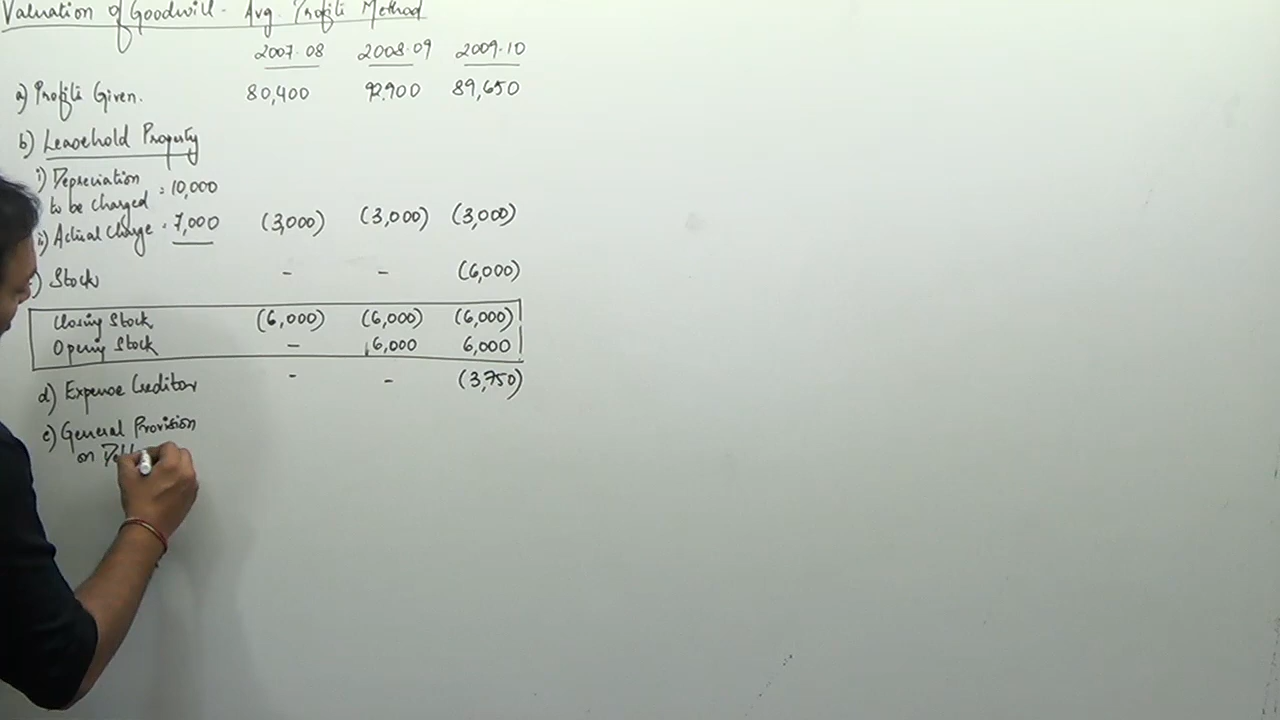 Valuation of Goodwill - Avg. Profits Method
2007-08 2008-09 2009-10
a) Profits Given. 80,400 92,900 89,650
b) Leasehold Property
i) Depreciation
to be charged = 10,000
ii) Actual Charge = 7,000 (3,000) (3,000) (3,000)
) Stock - - (6,000)
Closing Stock (6,000) (6,000) (6,000)
Opening Stock - 6,000 6,000
d) Expense Creditor - - (3,750)
e) General Provision
on